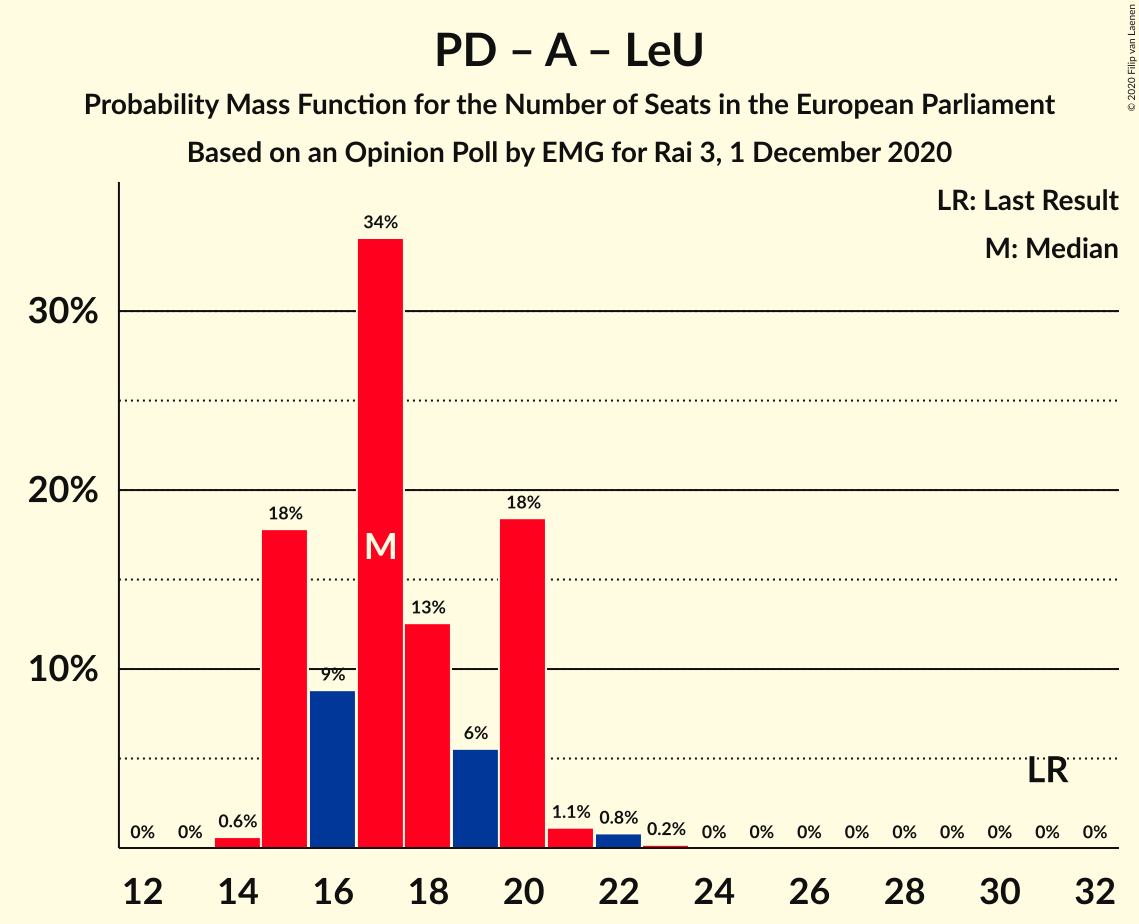 PD – A – LeU
Probability Mass Function for the Number of Seats in the European Parliament
Based on an Opinion Poll by EMG for Rai 3, 1 December 2020
© 2020 Filip van Laenen
LR: Last Result
M: Median
30%
20%
10%
0%
0%
0.6%
18%
9%
34%
M
13%
6%
18%
1.1%
0.8%
0.2%
0%
0%
0%
0%
0%
0%
0%
LR
0%
0%
12 14 16 18 20 22 24 26 28 30 32